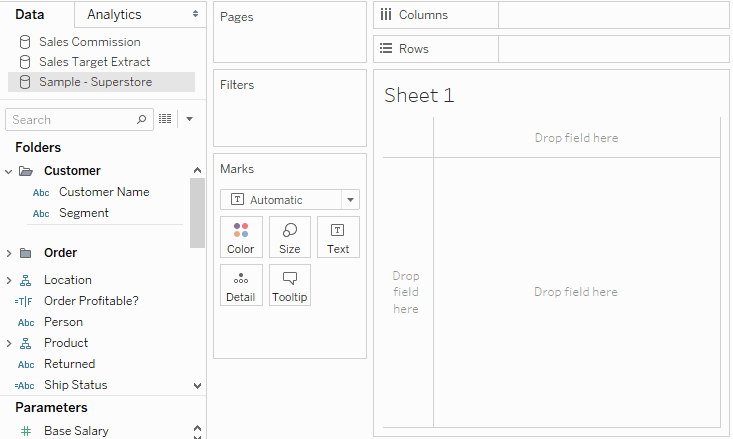 Data
Analytics
Sales Commission
Sales Target Extract
Sample - Superstore
Search
Folders
Customer
Abc Customer Name
Abc Segment
Order
Location
=T|F Order Profitable?
Abc Person
Product
Abc Returned
=Abc Ship Status
Parameters
# Base Salary
Pages
Filters
Marks
T Automatic
Color
Size
T
Text
Detail
Tooltip
Columns
Rows
Sheet 1
Drop field here
Drop
field
here
Drop field here